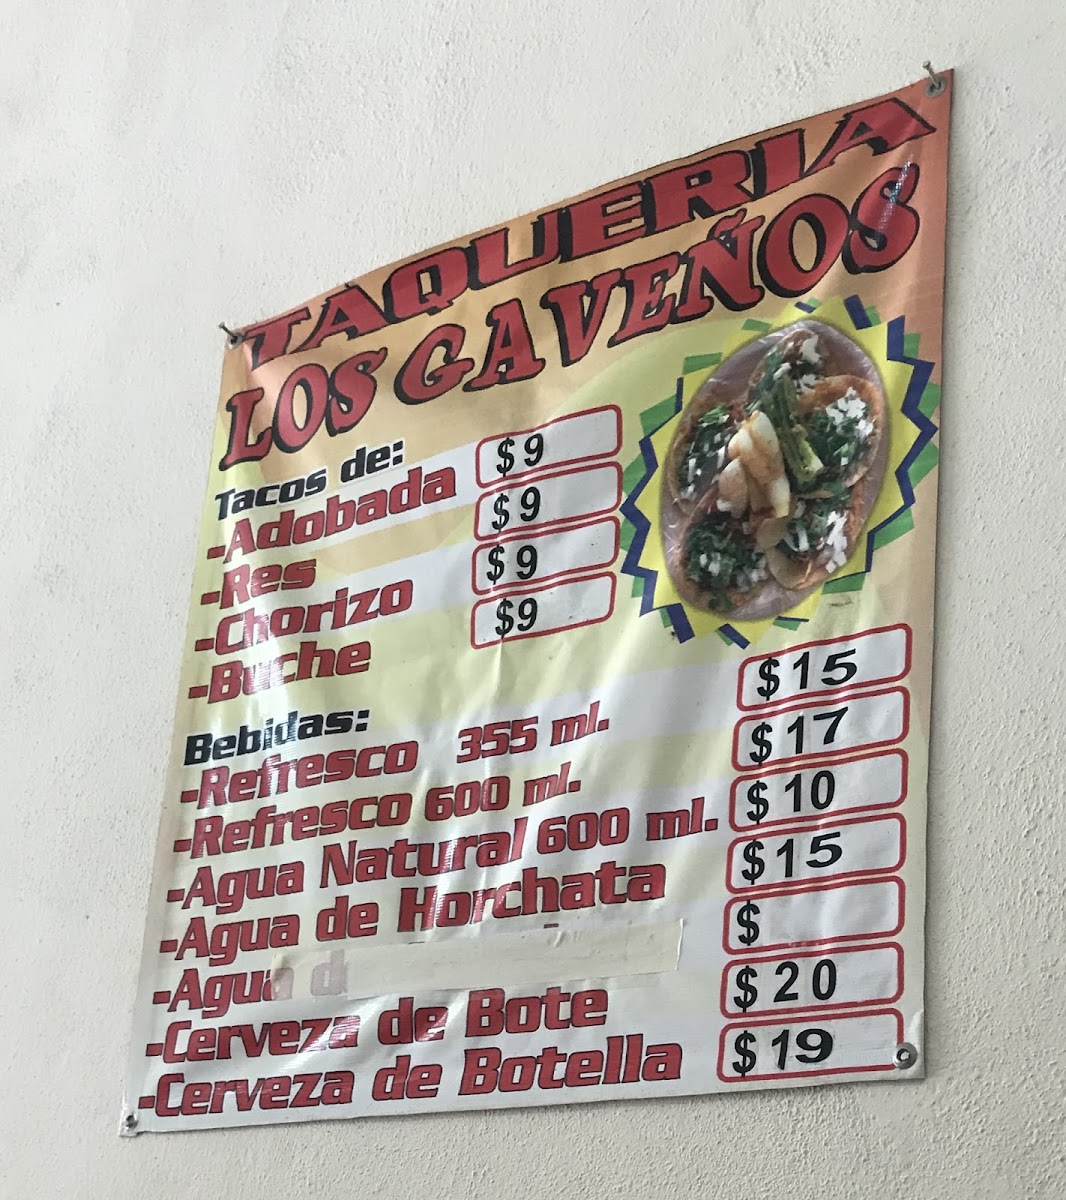 TAQUERIA
LOS GAVEÑOS
Tacos de:
-Adobada $9
-Res $9
-Chorizo $9
-Buche $9
Bebidas:
-Refresco 355 ml. $15
-Refresco 600 ml. $17
-Agua Natural 600 ml. $10
-Agua de Horchata $15
-Agua $
-Cerveza de Bote $20
-Cerveza de Botella $19